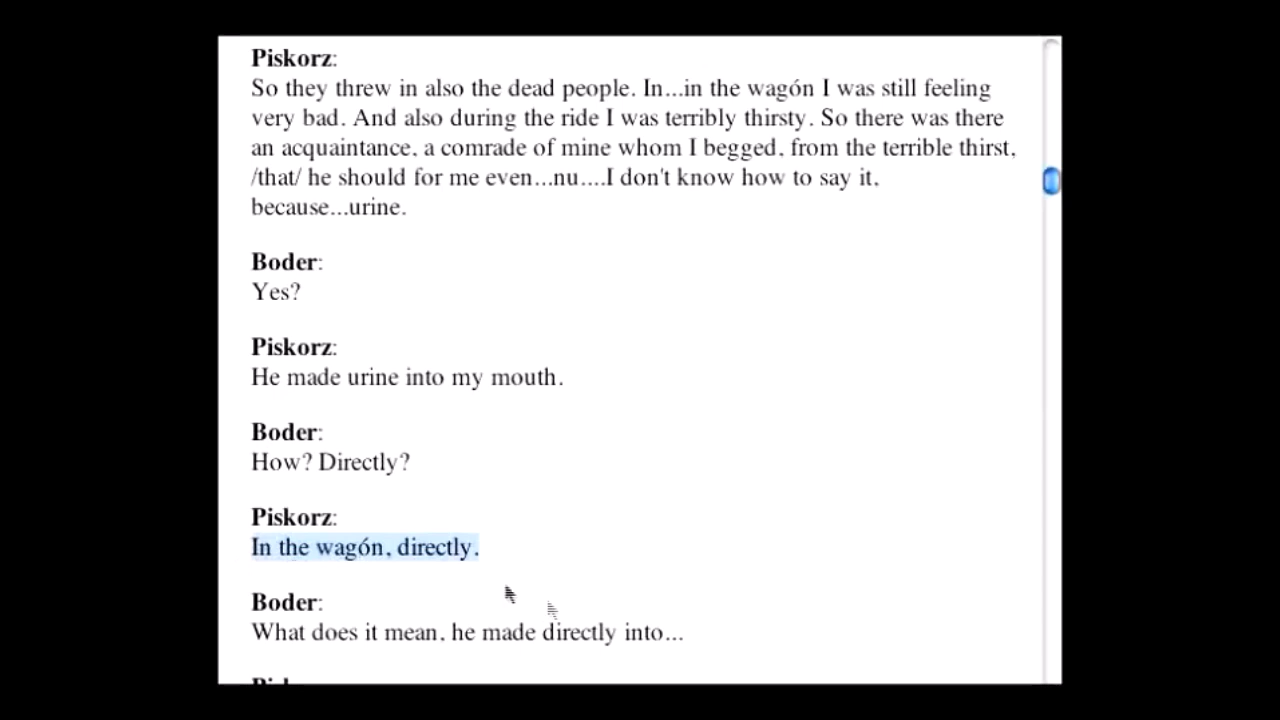 Piskorz:
So they threw in also the dead people. In...in the wagón I was still feeling
very bad. And also during the ride I was terribly thirsty. So there was there
an acquaintance, a comrade of mine whom I begged, from the terrible thirst,
/that/ he should for me even...nu....I don't know how to say it,
because...urine.
Boder:
Yes?
Piskorz:
He made urine into my mouth.
Boder:
How? Directly?
Piskorz:
In the wagón, directly.
Boder:
What does it mean, he made directly into...